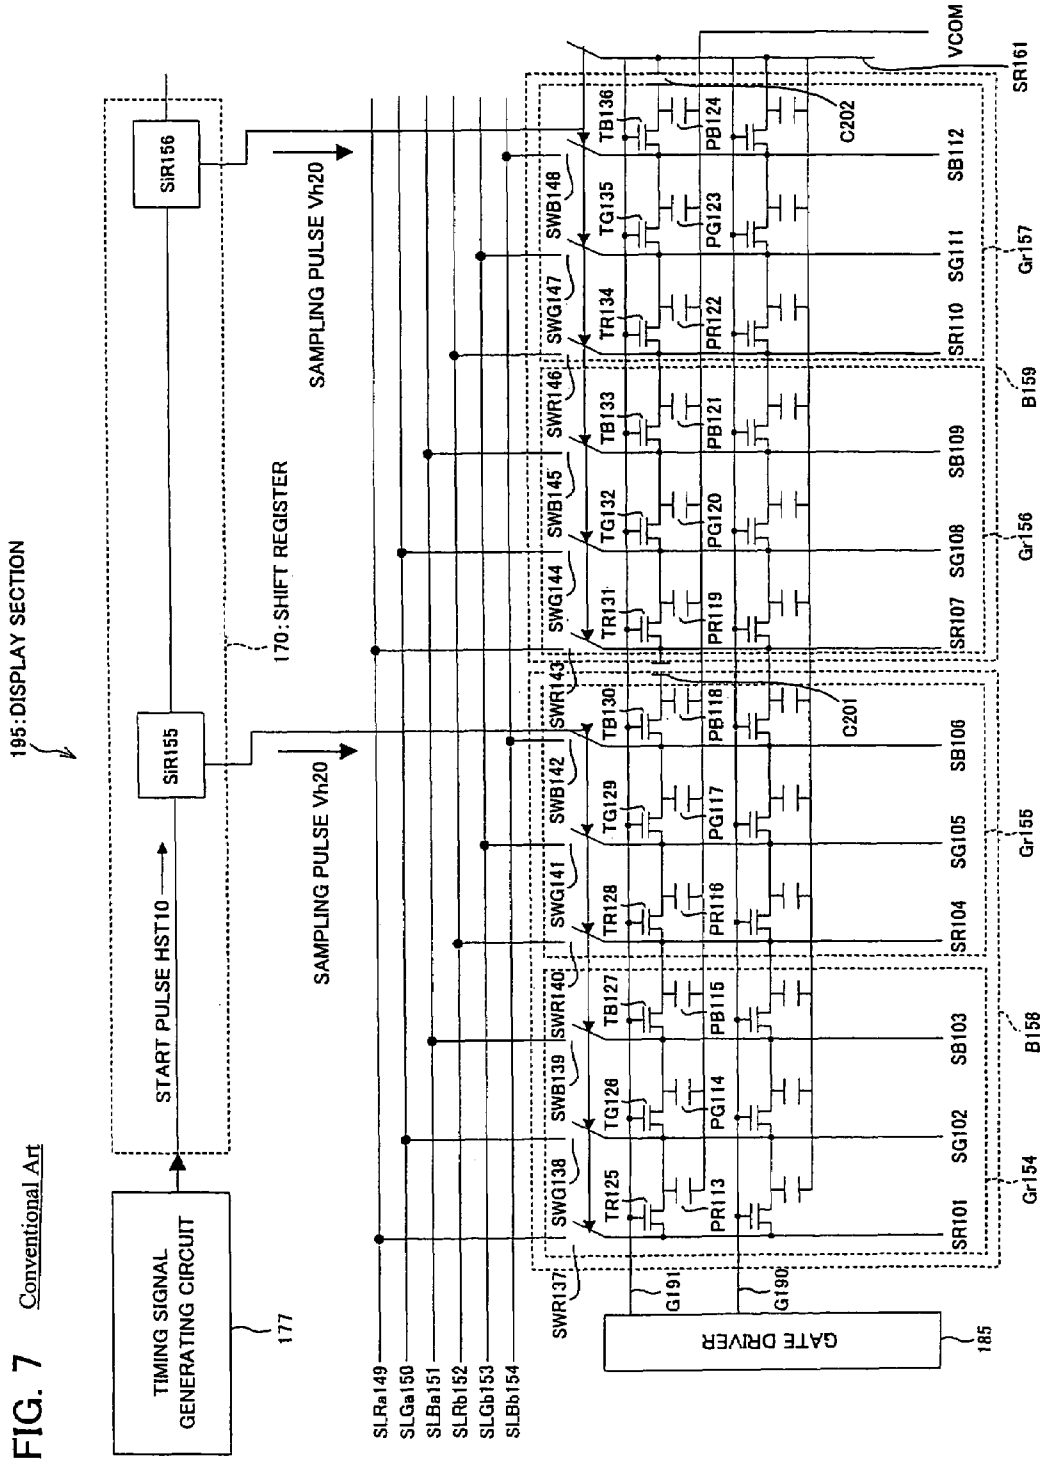 FIG. 7 Conventional Art
195:DISPLAY SECTION
TIMING SIGNAL
GENERATING CIRCUIT
177
START PULSE HST10
SiR155
SiR156
170:SHIFT REGISTER
SAMPLING PULSE Vh20
SAMPLING PULSE Vh20
SLRa149
SLGa150
SLBa151
SLRb152
SLGb153
SLBb154
SWR137
SWG138
SWB139
SWR140
SWG141
SWB142
SWR143
SWG144
SWB145
SWR146
SWG147
SWB148
TR125
TG126
TB127
TR128
TG129
TB130
TR131
TG132
TB133
TR134
TG135
TB136
G191
PR113
PG114
PB115
PR116
PG117
PB118
PR119
PG120
PB121
PR122
PG123
PB124
G190
GATE DRIVER
185
C201
C202
SR101
SG102
SB103
SR104
SG105
SB106
SR107
SG108
SB109
SR110
SG111
SB112
VCOM
SR161
Gr154
Gr155
Gr156
Gr157
B158
B159